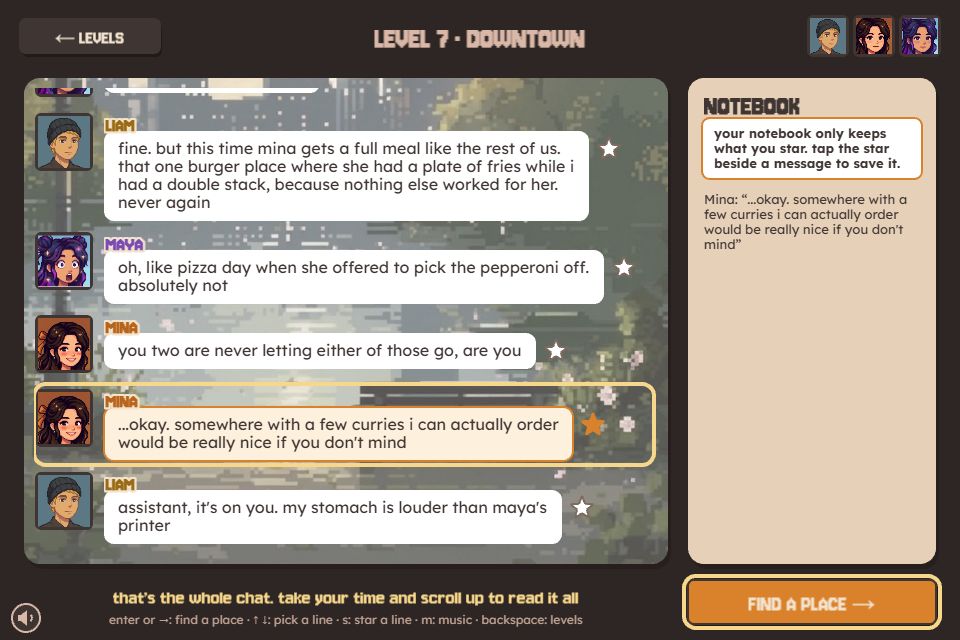 ← LEVELS
LEVEL 7 · DOWNTOWN
LIAM
fine. but this time mina gets a full meal like the rest of us.
that one burger place where she had a plate of fries while i
had a double stack, because nothing else worked for her.
never again
MAYA
oh, like pizza day when she offered to pick the pepperoni off.
absolutely not
MINA
you two are never letting either of those go, are you
MINA
...okay. somewhere with a few curries i can actually order
would be really nice if you don't mind
LIAM
assistant, it's on you. my stomach is louder than maya's
printer
NOTEBOOK
your notebook only keeps
what you star. tap the star
beside a message to save it.
Mina: “...okay. somewhere with a
few curries i can actually order
would be really nice if you don't
mind”
that's the whole chat. take your time and scroll up to read it all
enter or →: find a place · ↑ ↓: pick a line · s: star a line · m: music · backspace: levels
FIND A PLACE →